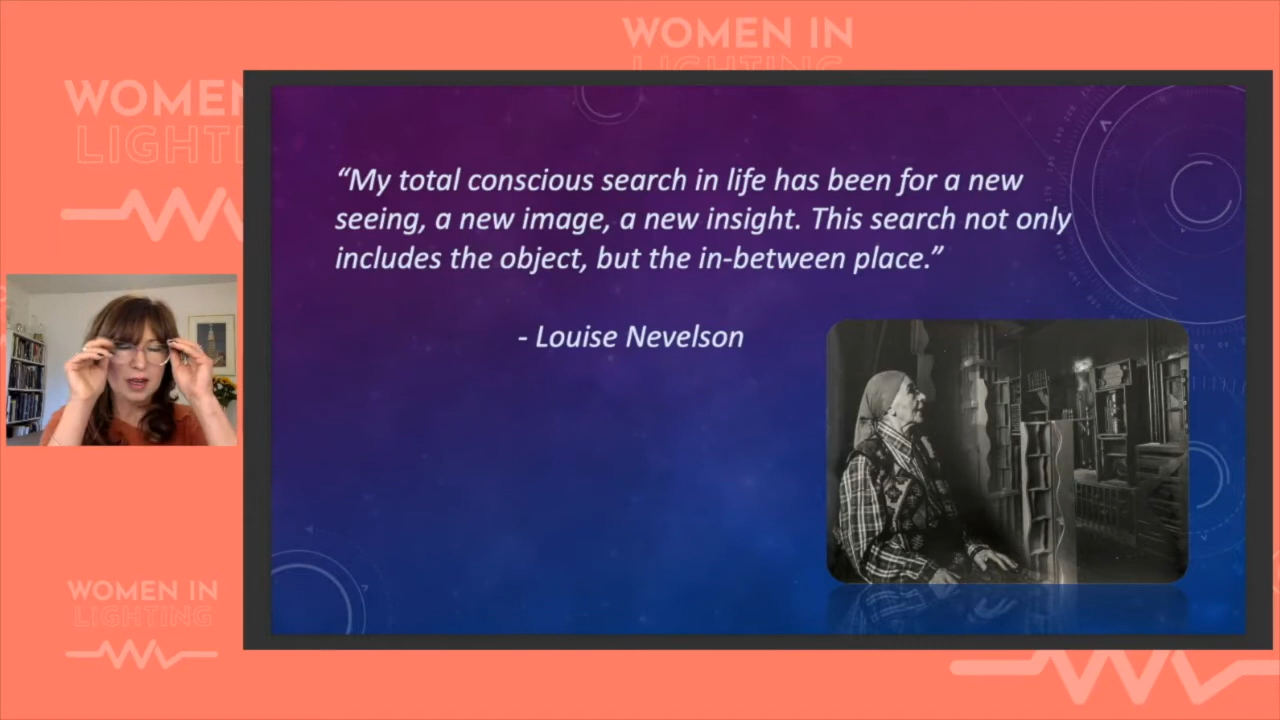 WOMEN IN
LIGHTING
WOMEN
LIGHTI
“My total conscious search in life has been for a new
seeing, a new image, a new insight. This search not only
includes the object, but the in-between place.”
- Louise Nevelson
WOMEN IN
LIGHTING